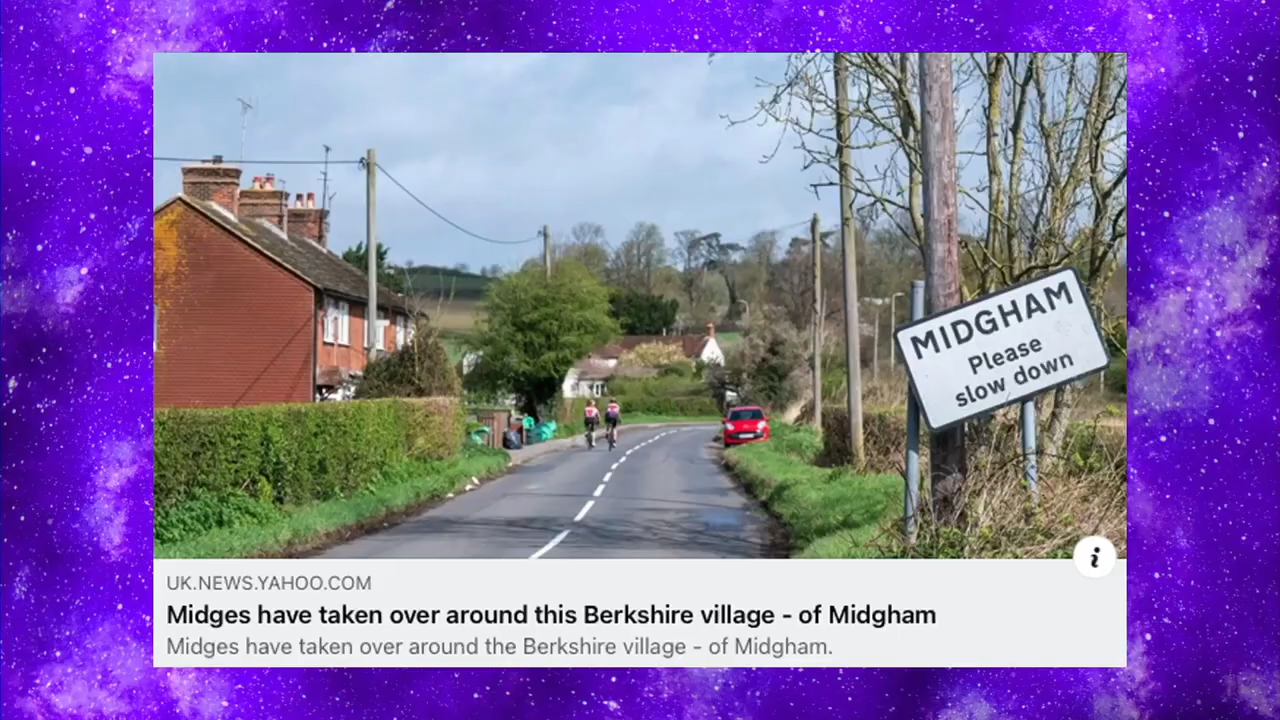 MIDGHAM
Please
slow down
i
UK.NEWS.YAHOO.COM
Midges have taken over around this Berkshire village - of Midgham
Midges have taken over around the Berkshire village - of Midgham.